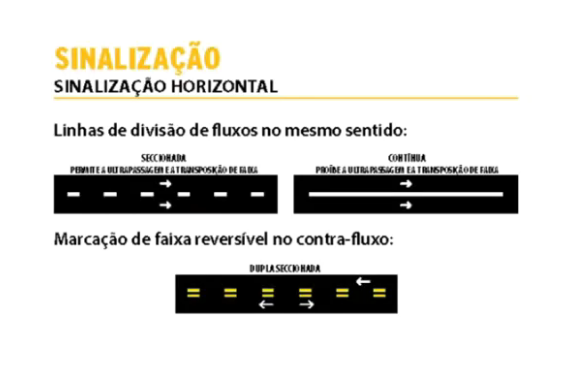 SINALIZAÇÃO
SINALIZAÇÃO HORIZONTAL
Linhas de divisão de fluxos no mesmo sentido:
SECCIONADA
PERMITE A ULTRAPASSAGEM E A TRANSPOSIÇÃO DE FAIXA
CONTÍNUA
PROÍBE A ULTRAPASSAGEM E A TRANSPOSIÇÃO DE FAIXA
Marcação de faixa reversível no contra-fluxo:
DUPLA SECCIONADA